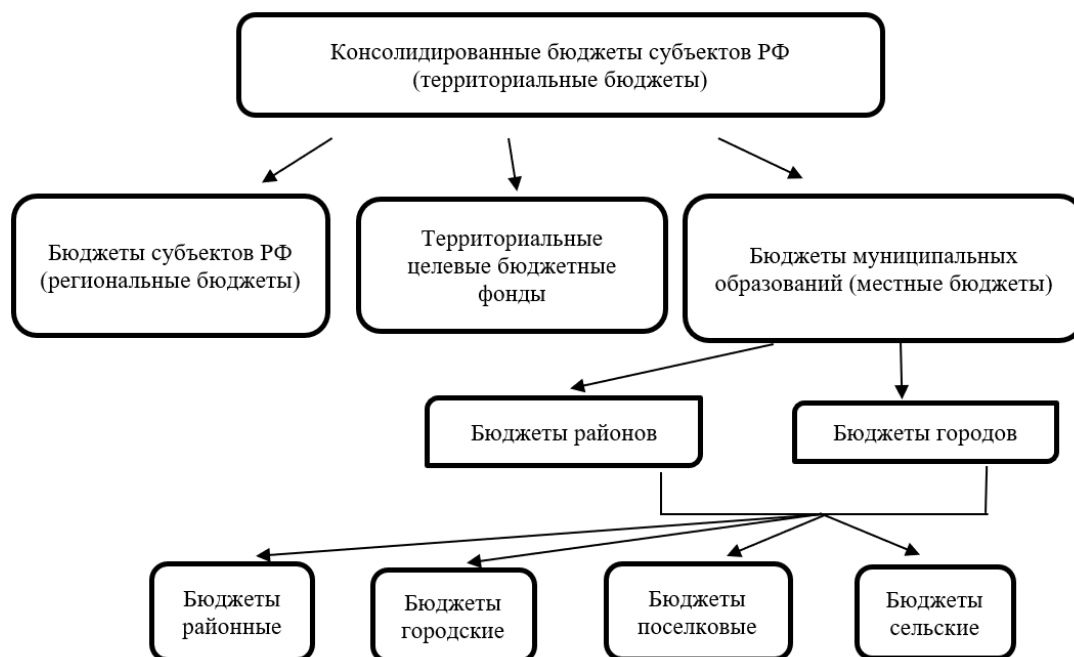 Консолидированные бюджеты субъектов РФ
(территориальные бюджеты)
Бюджеты субъектов РФ
(региональные бюджеты)
Территориальные
целевые бюджетные
фонды
Бюджеты муниципальных
образований (местные бюджеты)
Бюджеты районов
Бюджеты городов
Бюджеты
районные
Бюджеты
городские
Бюджеты
поселковые
Бюджеты
сельские